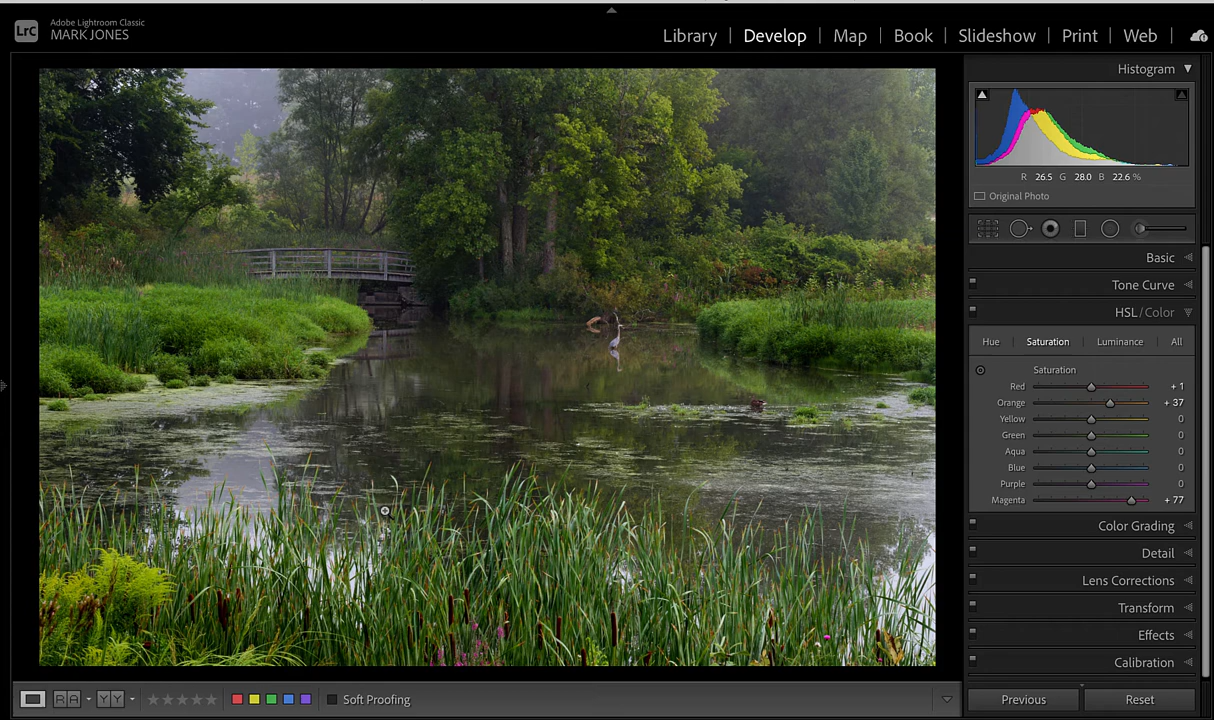 LrC
Adobe Lightroom Classic
MARK JONES
Library | Develop | Map | Book | Slideshow | Print | Web |
Histogram
R 26.5 G 28.0 B 22.6 %
Original Photo
Basic
Tone Curve
HSL / Color
Hue Saturation Luminance All
Saturation
Red + 1
Orange + 37
Yellow 0
Green 0
Aqua 0
Blue 0
Purple 0
Magenta + 77
Color Grading
Detail
Lens Corrections
Transform
Effects
Calibration
R A Y Y Soft Proofing
Previous Reset